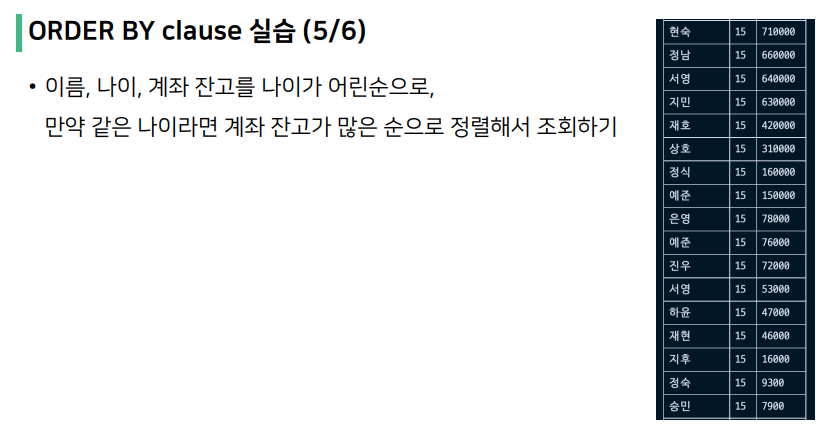 ORDER BY clause 실습 (5/6)
• 이름, 나이, 계좌 잔고를 나이가 어린순으로,
만약 같은 나이라면 계좌 잔고가 많은 순으로 정렬해서 조회하기
현숙 15 710000
정남 15 660000
서영 15 640000
지민 15 630000
재호 15 420000
상호 15 310000
정식 15 160000
예준 15 150000
은영 15 78000
예준 15 76000
진우 15 72000
서영 15 53000
하윤 15 47000
재현 15 46000
지후 15 16000
정숙 15 9300
승민 15 7900